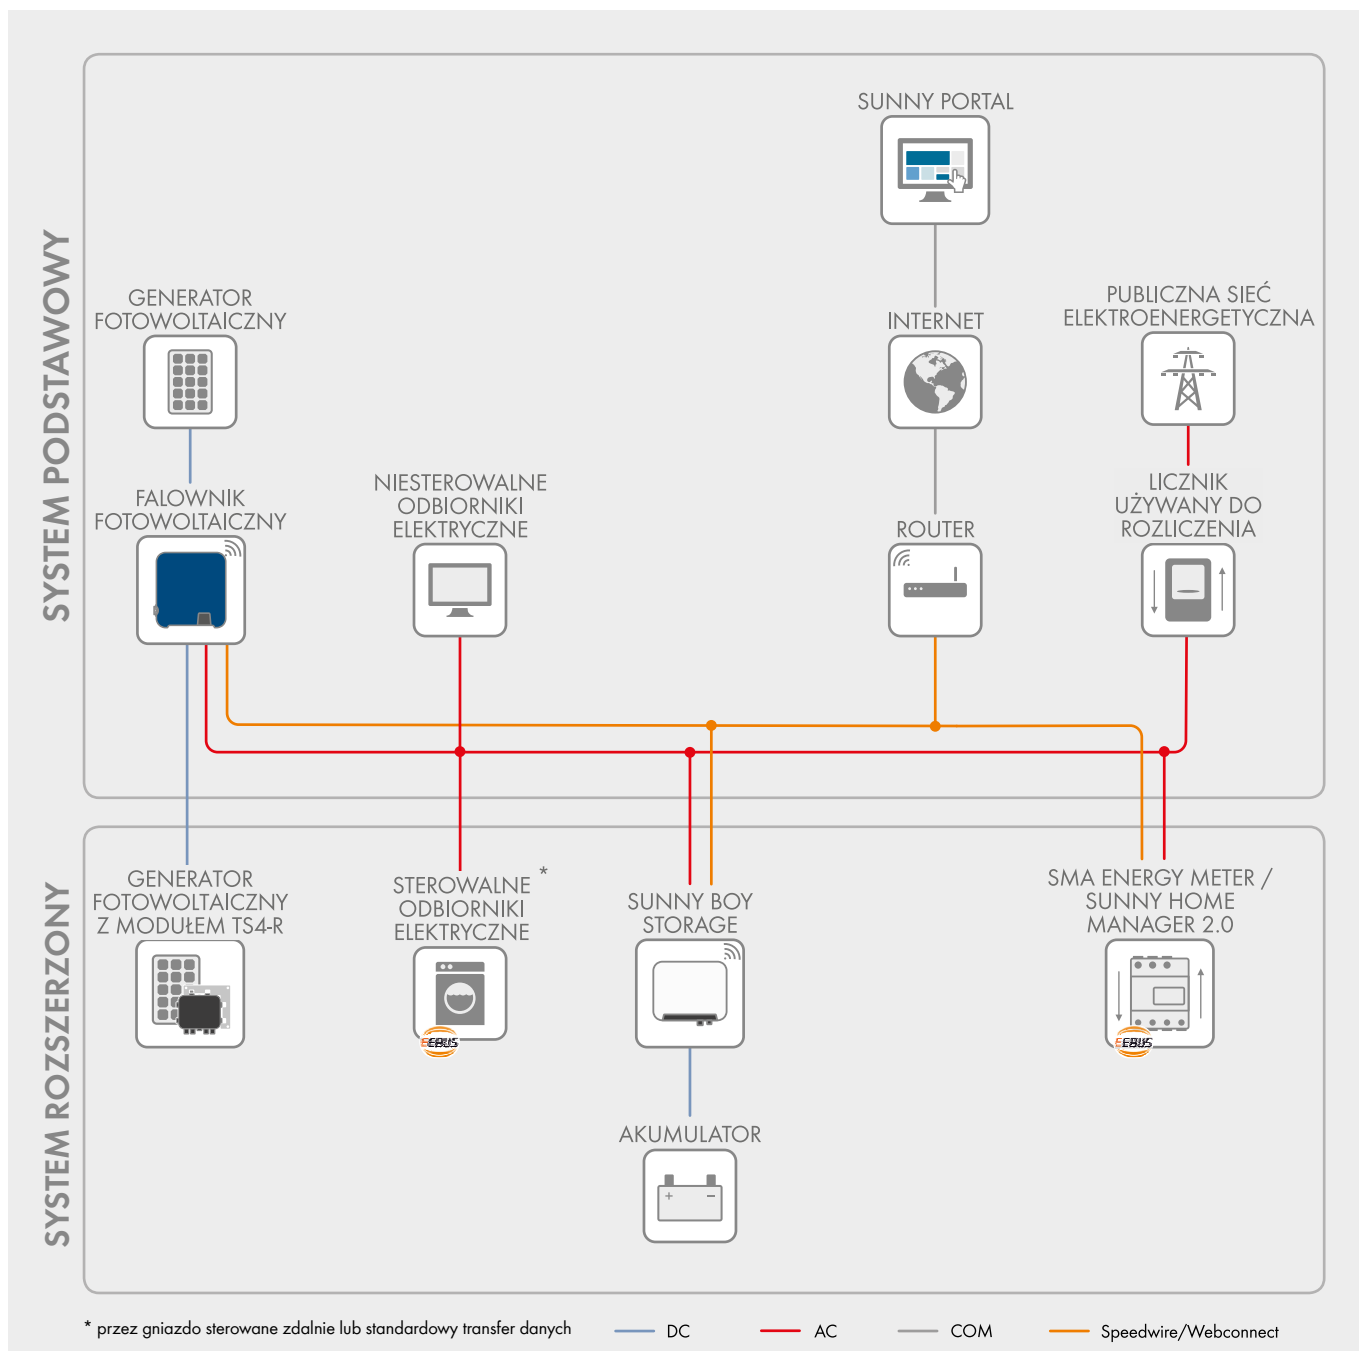 SYSTEM PODSTAWOWY
SUNNY PORTAL
GENERATOR
FOTOWOLTAICZNY
INTERNET
PUBLICZNA SIEĆ
ELEKTROENERGETYCZNA
FALOWNIK
FOTOWOLTAICZNY
NIESTEROWALNE
ODBIORNIKI
ELEKTRYCZNE
ROUTER
LICZNIK
UŻYWANY DO
ROZLICZENIA
SYSTEM ROZSZERZONY
GENERATOR
FOTOWOLTAICZNY
Z MODUŁEM TS4-R
STEROWALNE *
ODBIORNIKI
ELEKTRYCZNE
SUNNY BOY
STORAGE
SMA ENERGY METER /
SUNNY HOME
MANAGER 2.0
AKUMULATOR
* przez gniazdo sterowane zdalnie lub standardowy transfer danych
DC
AC
COM
Speedwire/Webconnect